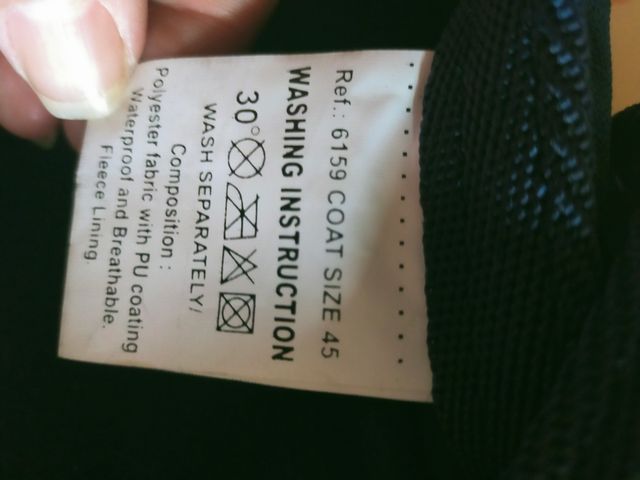 Ref.: 6159 COAT SIZE 45
WASHING INSTRUCTION
30°
WASH SEPARATELY/
Composition :
Polyester fabric with PU coating
Waterproof and Breathable.
Fleece Lining.